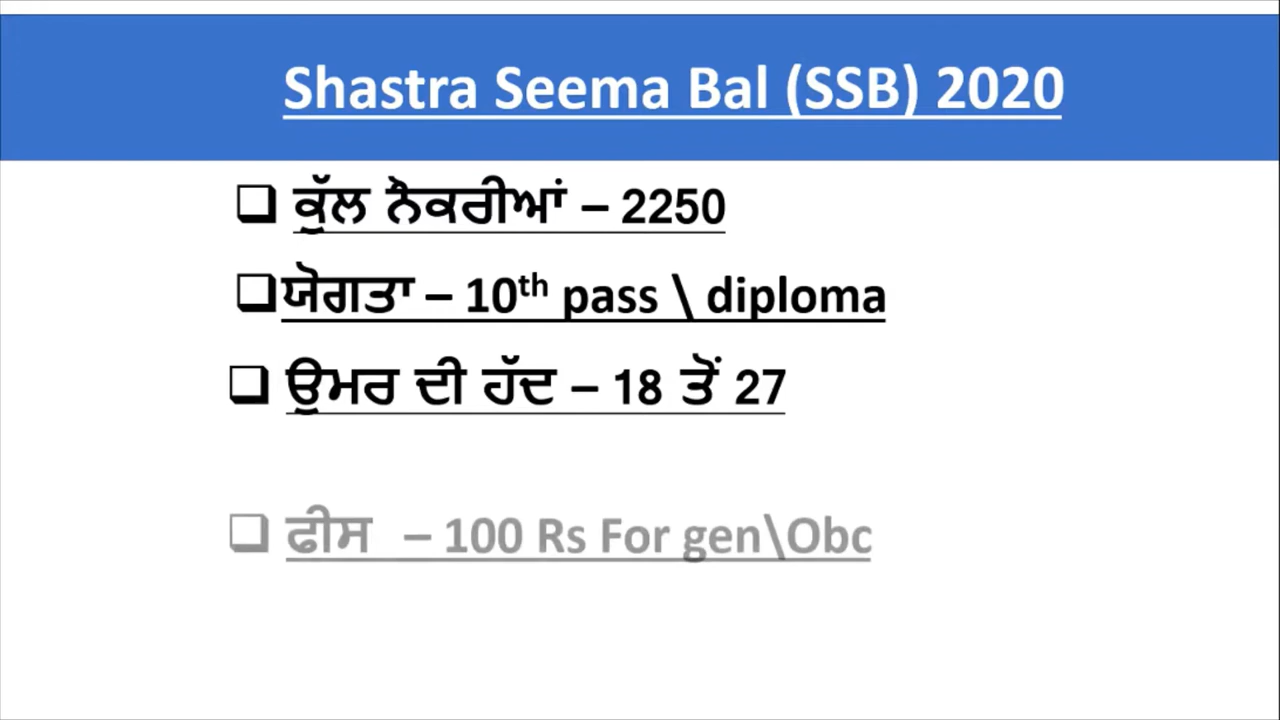 Shastra Seema Bal (SSB) 2020
ਕੁੱਲ ਨੌਕਰੀਆਂ – 2250
ਯੋਗਤਾ – 10th pass \ diploma
ਉਮਰ ਦੀ ਹੱਦ – 18 ਤੋਂ 27
ਫੀਸ – 100 Rs For gen\Obc